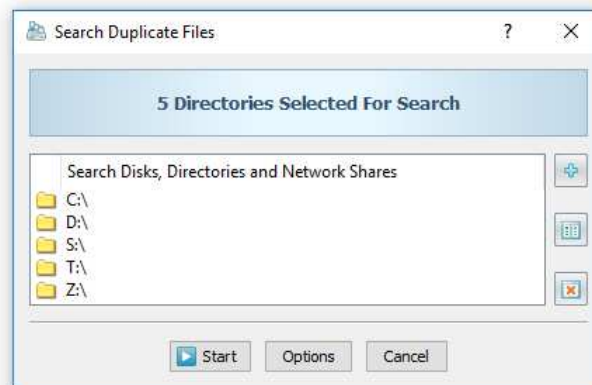 Search Duplicate Files ?
5 Directories Selected For Search
Search Disks, Directories and Network Shares
C:\
D:\
S:\
T:\
Z:\
Start Options Cancel